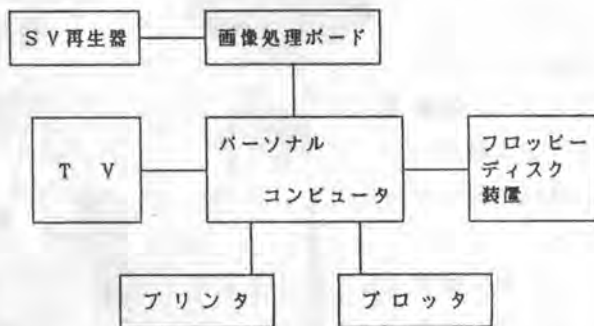 SV再生器
画像処理ボード
TV
パーソナル
コンピュータ
フロッピー
ディスク
装置
プリンタ
プロッタ